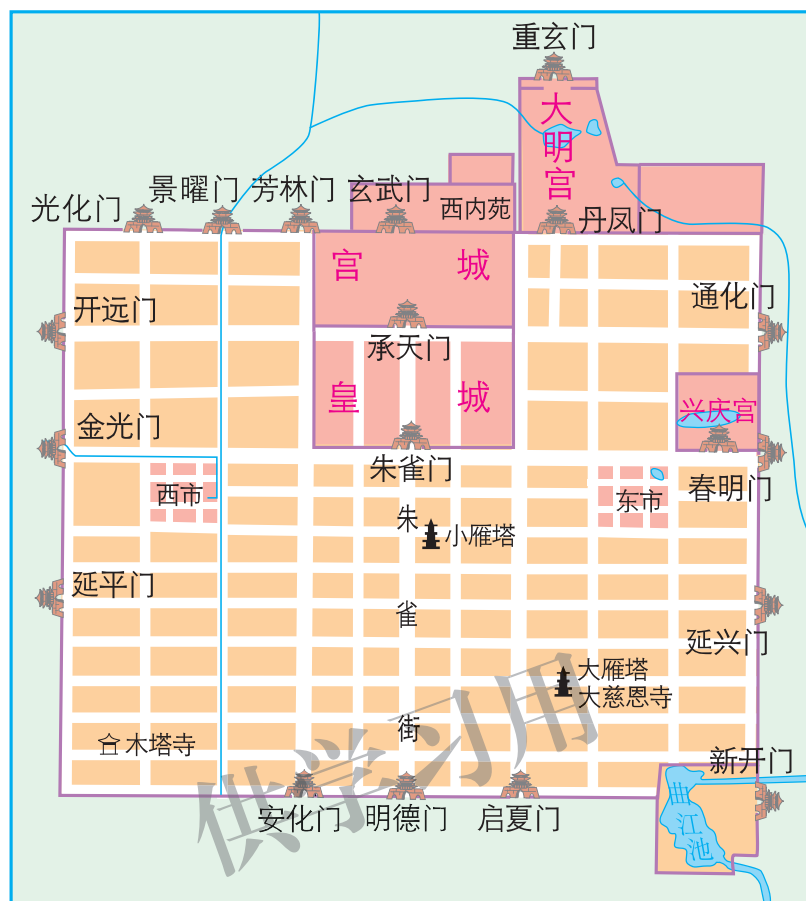 重玄门
大
明
宫
光化门
景曜门
芳林门
玄武门
西内苑
丹凤门
宫 城
开远门
通化门
承天门
皇 城
兴庆宫
金光门
朱雀门
春明门
西市
东市
朱
小雁塔
延平门
雀
延兴门
大雁塔
大慈恩寺
街
木塔寺
新开门
曲江池
安化门
明德门
启夏门
供学习用